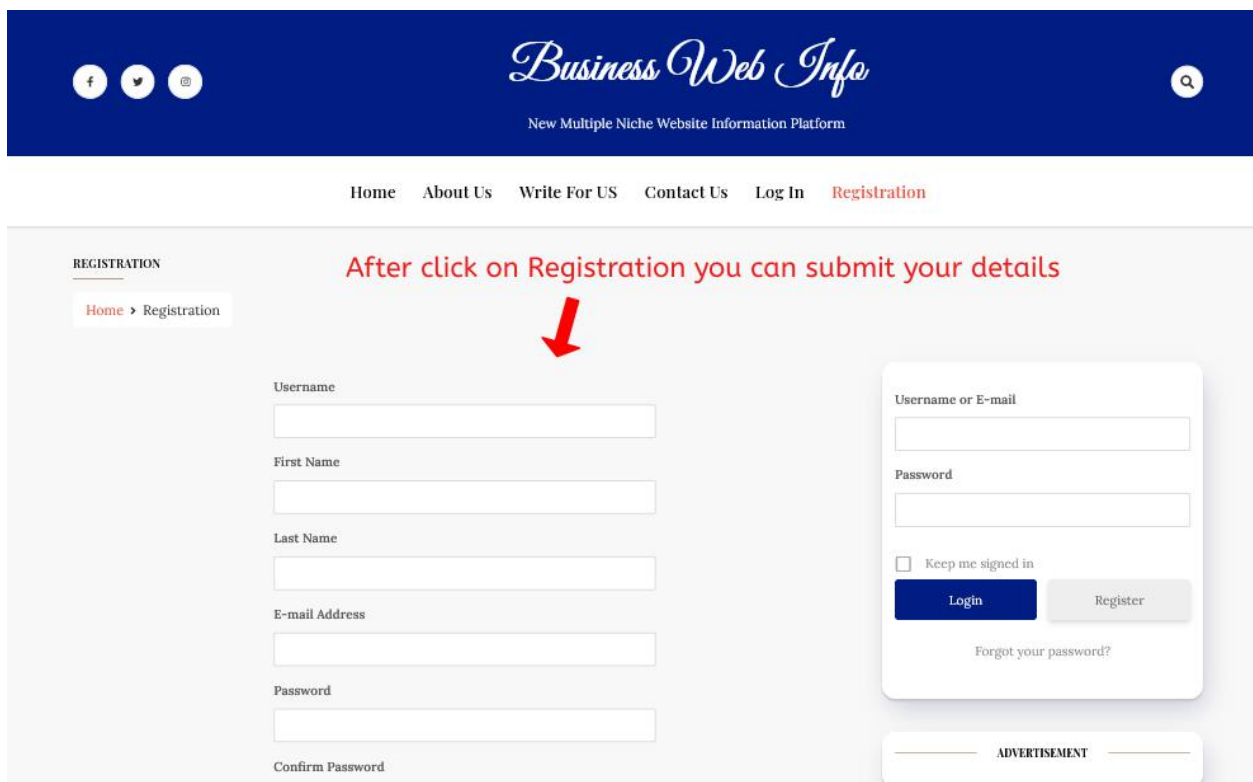 Business Web Info
New Multiple Niche Website Information Platform
Home About Us Write For US Contact Us Log In Registration
REGISTRATION
After click on Registration you can submit your details
Home > Registration
Username
First Name
Last Name
E-mail Address
Password
Confirm Password
Username or E-mail
Password
Keep me signed in
Login Register
Forgot your password?
ADVERTISEMENT